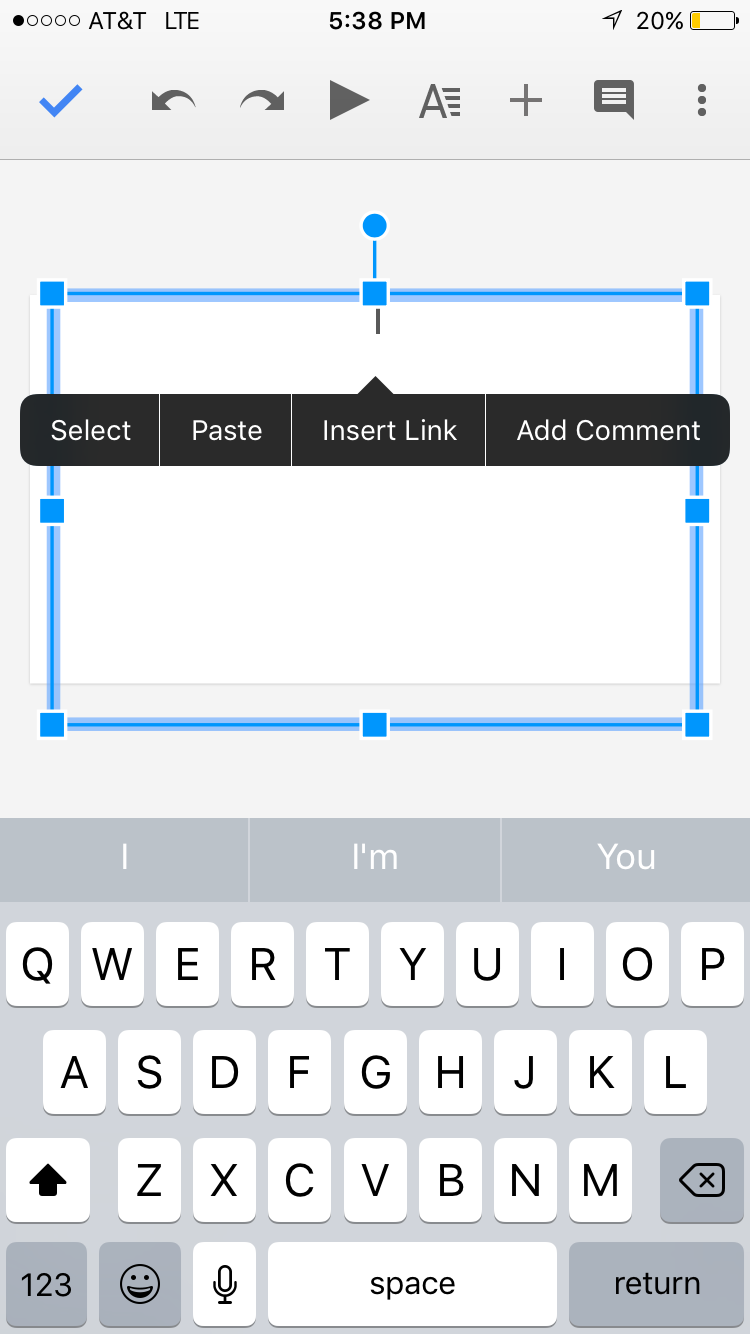 AT&T LTE 5:38 PM 20%
A
Select Paste Insert Link Add Comment
I I'm You
Q W E R T Y U I O P
A S D F G H J K L
Z X C V B N M
123 space return